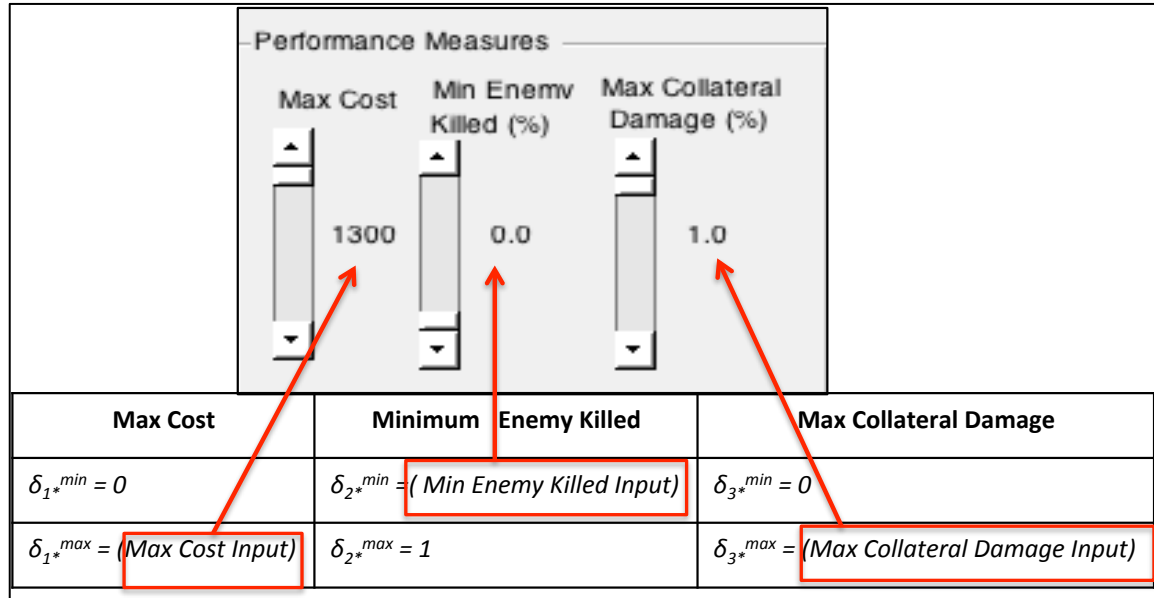 Performance Measures
Max Cost
Min Enemv
Killed (%)
Max Collateral
Damage (%)
1300
0.0
1.0
Max Cost
Minimum Enemy Killed
Max Collateral Damage
δ1*min = 0
δ2*min =( Min Enemy Killed Input)
δ3*min = 0
δ1*max = (Max Cost Input)
δ2*max = 1
δ3*max = (Max Collateral Damage Input)